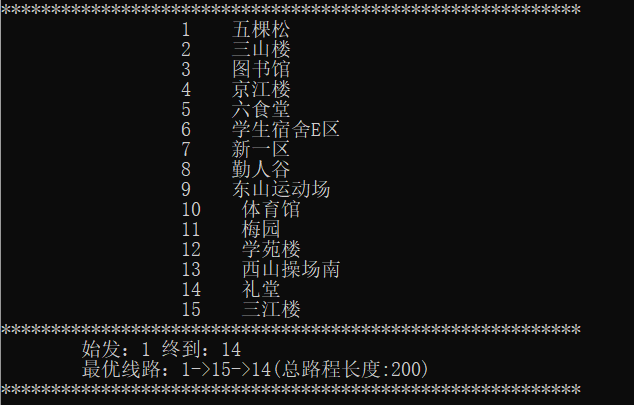 **********************************************************
1 五棵松
2 三山楼
3 图书馆
4 京江楼
5 六食堂
6 学生宿舍E区
7 新一区
8 勤人谷
9 东山运动场
10 体育馆
11 梅园
12 学苑楼
13 西山操场南
14 礼堂
15 三江楼
**********************************************************
始发：1 终到：14
最优线路：1->15->14(总路程长度:200)
**********************************************************